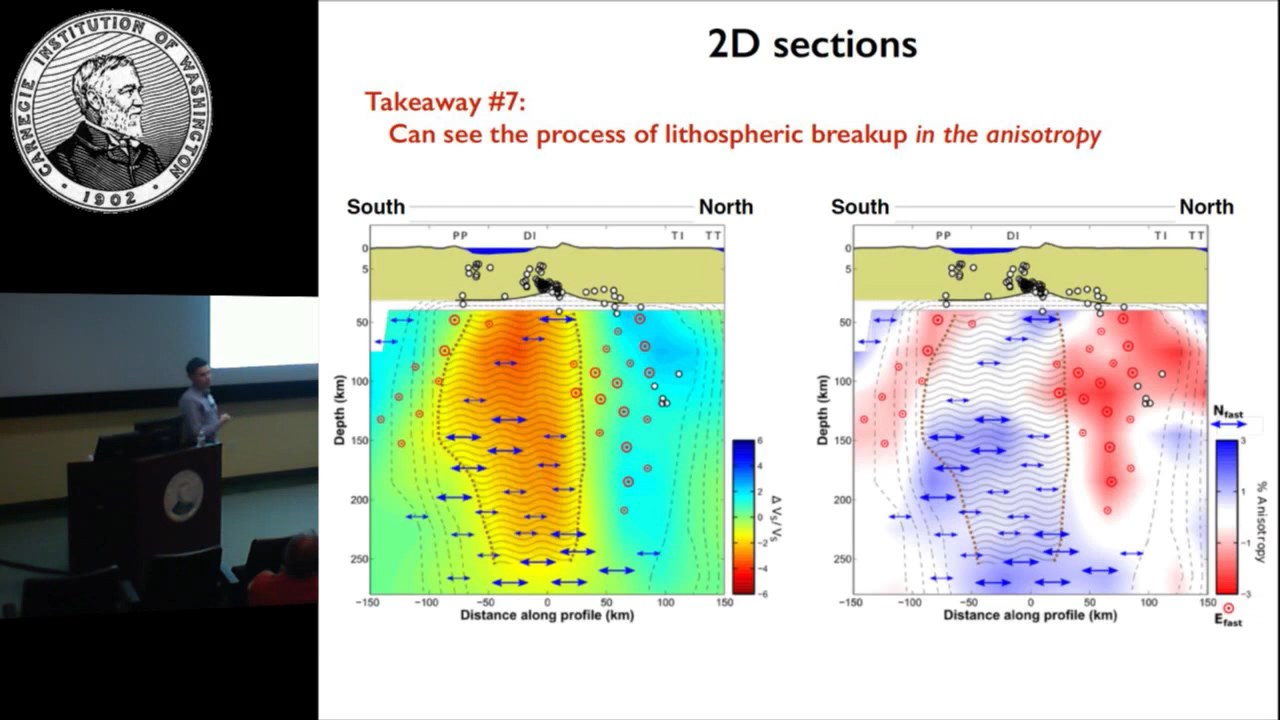 CARNEGIE INSTITUTION OF WASHINGTON
· 1902 ·
2D sections
Takeaway #7:
Can see the process of lithospheric breakup in the anisotropy
South North
PP DI TI TT
0
5
50
100
150
200
250
Depth (km)
−150 −100 −50 0 50 100 150
Distance along profile (km)
6
4
2
0
−2
−4
−6
Δ Vs/Vs
South North
PP DI TI TT
0
5
50
100
150
200
250
Depth (km)
−150 −100 −50 0 50 100 150
Distance along profile (km)
Nfast
3
1
−1
−3
% Anisotropy
Efast